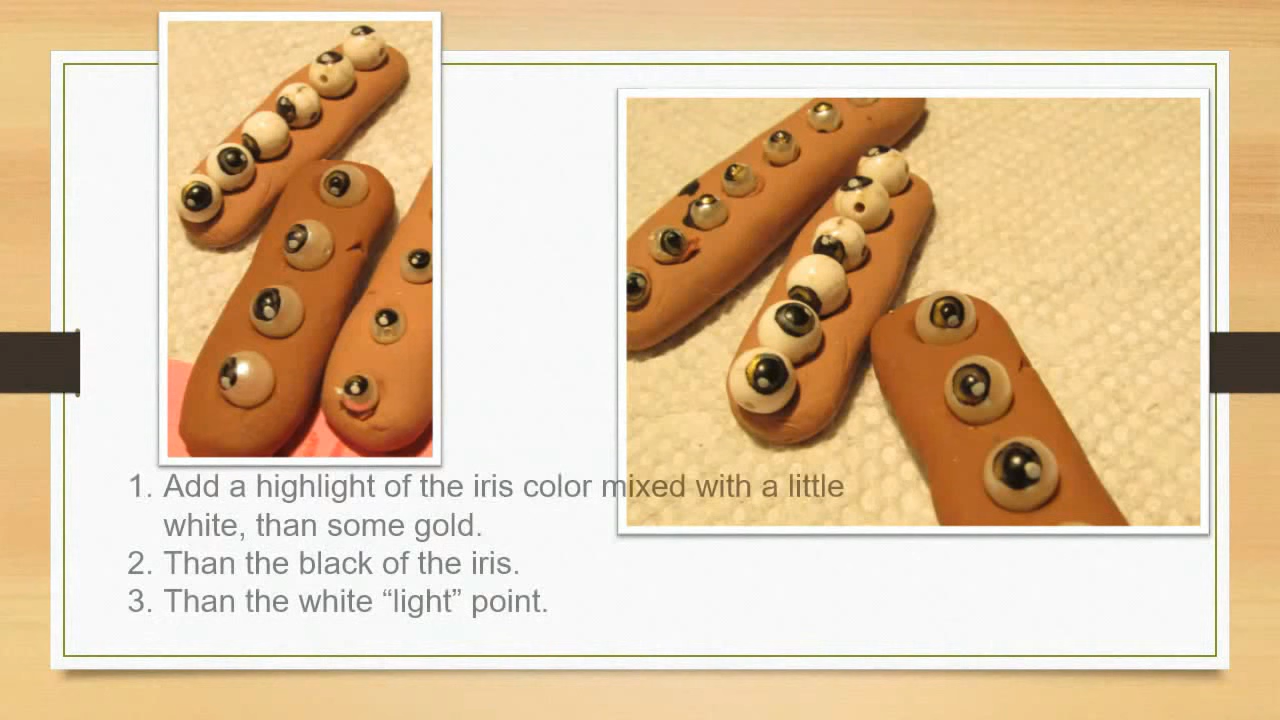 1. Add a highlight of the iris color mixed with a little
white, than some gold.
2. Than the black of the iris.
3. Than the white “light” point.